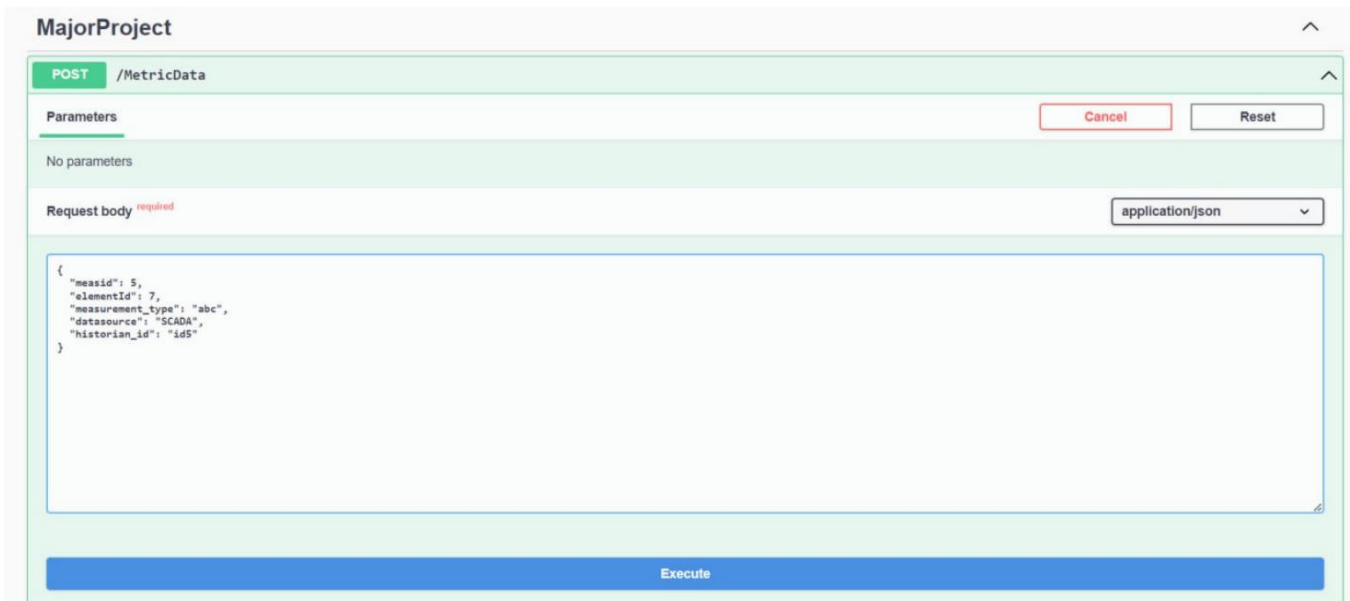 MajorProject
POST /MetricData
Parameters Cancel Reset
No parameters
Request body required application/json
{
  "measid": 5,
  "elementId": 7,
  "measurement_type": "abc",
  "datasource": "SCADA",
  "historian_id": "id5"
}
Execute